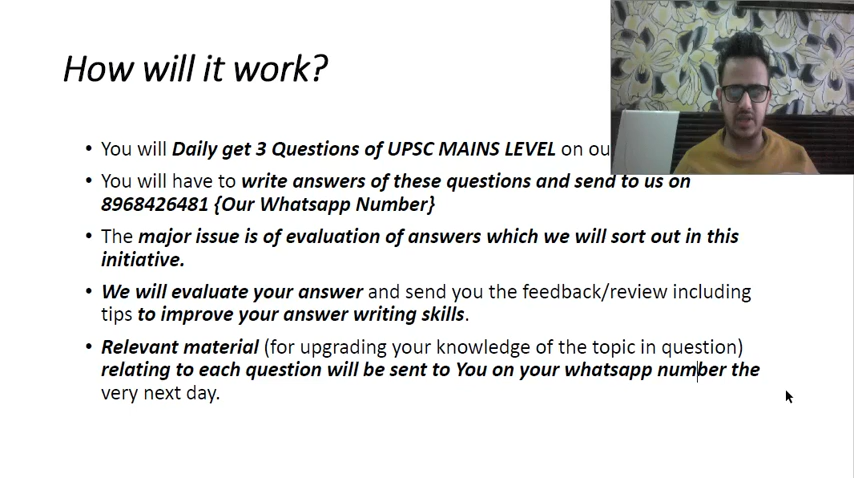 How will it work?
• You will Daily get 3 Questions of UPSC MAINS LEVEL on ou
• You will have to write answers of these questions and send to us on
8968426481 {Our Whatsapp Number}
• The major issue is of evaluation of answers which we will sort out in this
initiative.
• We will evaluate your answer and send you the feedback/review including
tips to improve your answer writing skills.
• Relevant material (for upgrading your knowledge of the topic in question)
relating to each question will be sent to You on your whatsapp number the
very next day.